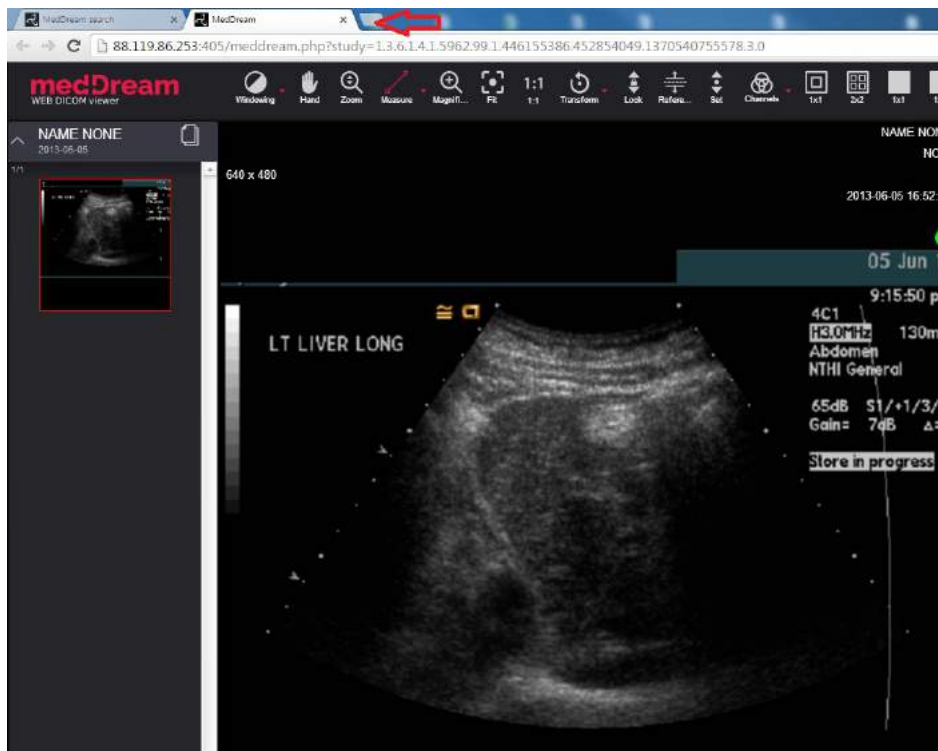 MedDream search
MedDream
88.119.86.253:405/meddream.php?study=1.3.6.1.4.1.5962.99.1.446155386.452854049.1370540755578.3.0
medDream
WEB DICOM viewer
Windowing Hand Zoom Measure Magnifi... Fit 1:1 1:1 Transform Look Refere... Set Channels 1x1 2x2 1x1
NAME NONE
2013-06-05
1/1
640 x 480
NAME NON
NO
2013-06-05 16:52:
05 Jun
9:15:50 p
LT LIVER LONG
4C1
H3.0MHz 130m
Abdomen
NTHI General
65dB S1/+1/3/
Gain= 7dB Δ=
Store in progress